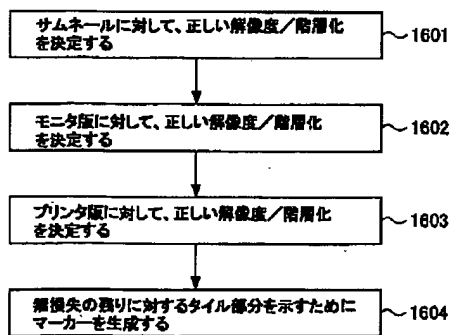 サムネールに対して、正しい解像度／階層化
を決定する
1601
モニタ版に対して、正しい解像度／階層化
を決定する
1602
プリンタ版に対して、正しい解像度／階層化
を決定する
1603
無損失の残りに対するタイル部分を示すために
マーカーを生成する
1604